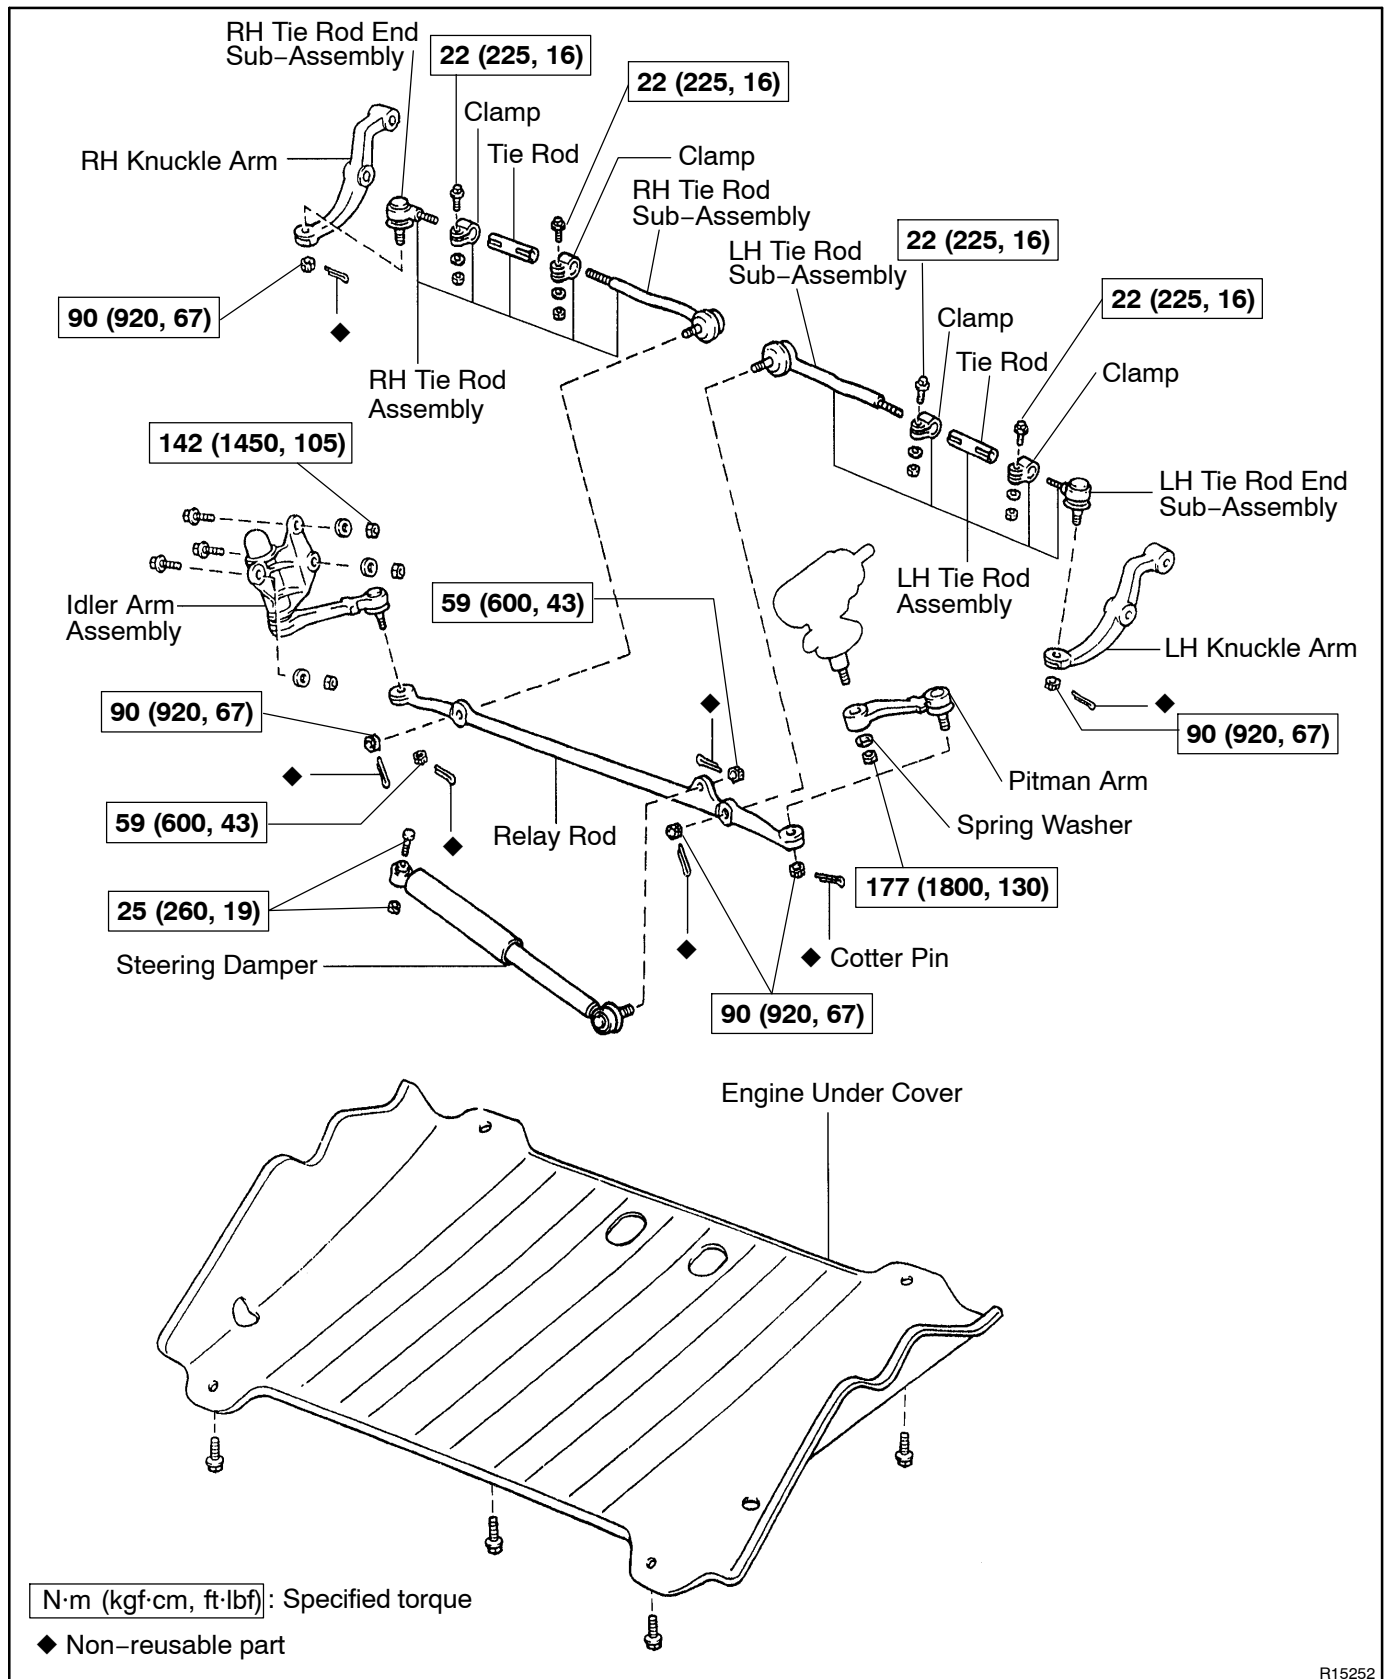 RH Tie Rod End
Sub−Assembly
22 (225, 16)
22 (225, 16)
Clamp
Tie Rod
Clamp
RH Knuckle Arm
RH Tie Rod
Sub−Assembly
LH Tie Rod
Sub−Assembly
22 (225, 16)
22 (225, 16)
90 (920, 67)
◆
Clamp
Tie Rod
Clamp
RH Tie Rod
Assembly
142 (1450, 105)
LH Tie Rod End
Sub−Assembly
LH Tie Rod
Assembly
Idler Arm
Assembly
59 (600, 43)
LH Knuckle Arm
◆
90 (920, 67)
◆
90 (920, 67)
◆
Pitman Arm
59 (600, 43)
◆
Relay Rod
Spring Washer
177 (1800, 130)
25 (260, 19)
◆
◆ Cotter Pin
Steering Damper
90 (920, 67)
Engine Under Cover
N·m (kgf·cm, ft·lbf) : Specified torque
◆ Non−reusable part
R15252